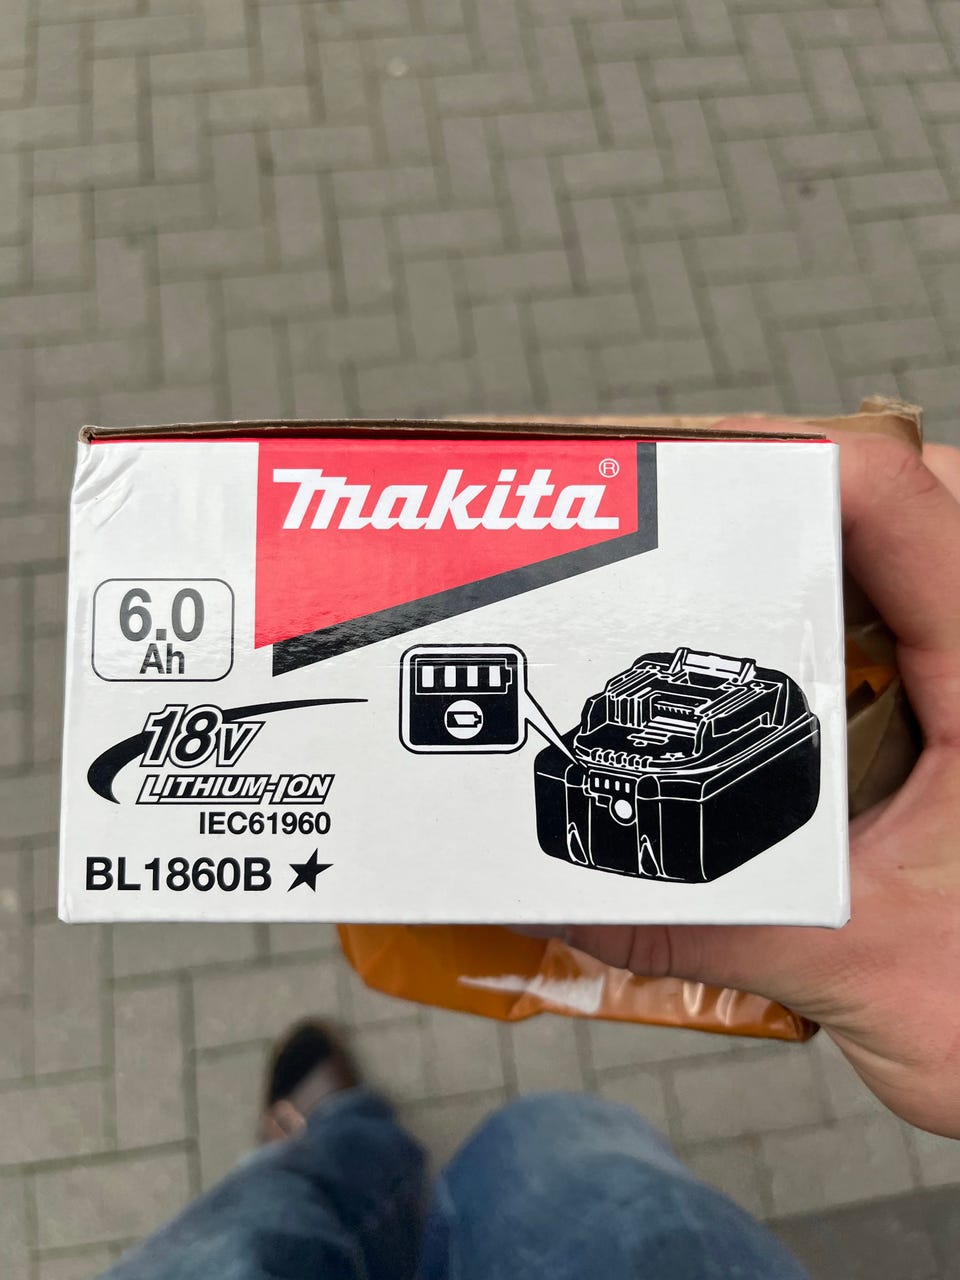 makita®
6.0
Ah
18V
LITHIUM-ION
IEC61960
BL1860B ★